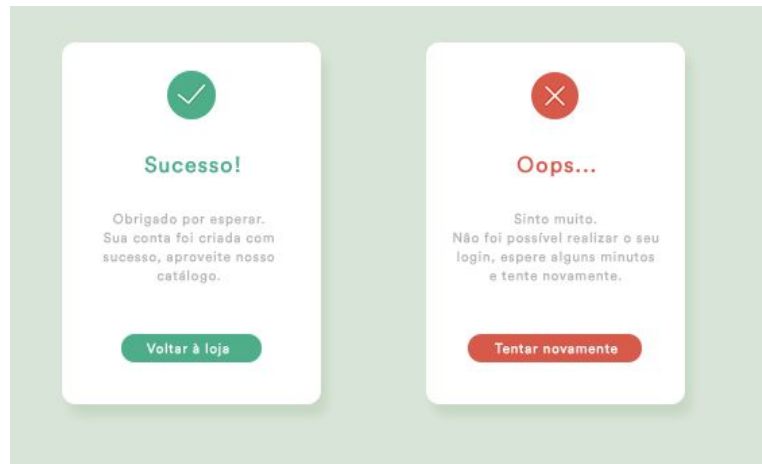 Sucesso!
Obrigado por esperar.
Sua conta foi criada com
sucesso, aproveite nosso
catálogo.
Voltar à loja
Oops...
Sinto muito.
Não foi possível realizar o seu
login, espere alguns minutos
e tente novamente.
Tentar novamente